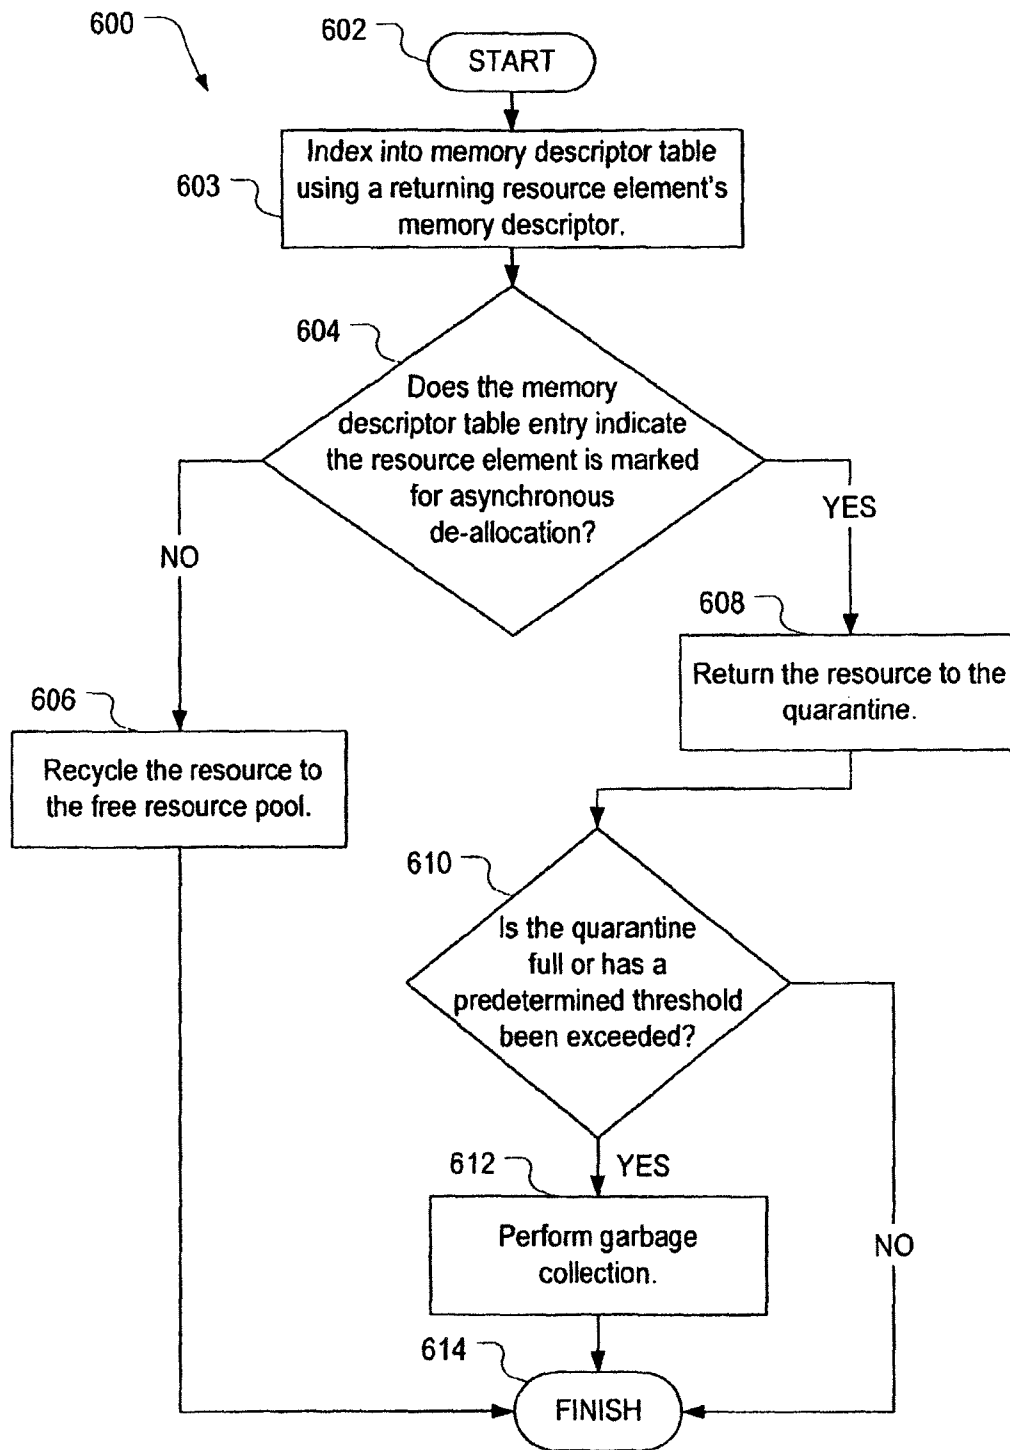 600
602
START
603
Index into memory descriptor table
using a returning resource element's
memory descriptor.
604
Does the memory
descriptor table entry indicate
the resource element is marked
for asynchronous
de-allocation?
NO
YES
606
Recycle the resource to
the free resource pool.
608
Return the resource to the
quarantine.
610
Is the quarantine
full or has a
predetermined threshold
been exceeded?
YES
NO
612
Perform garbage
collection.
614
FINISH